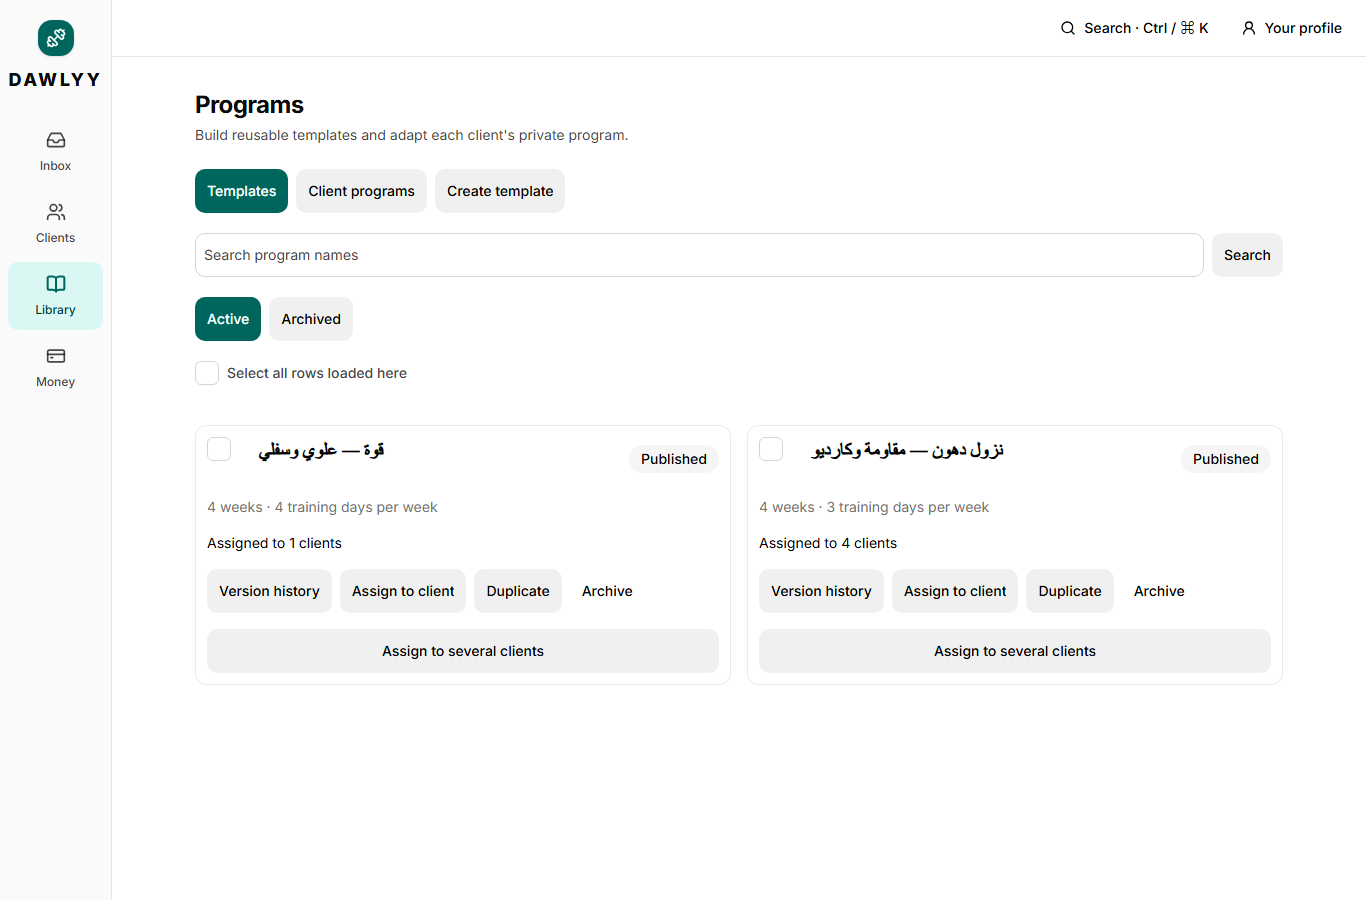 DAWLYY
Inbox
Clients
Library
Money
Search · Ctrl / ⌘ K
Your profile
Programs
Build reusable templates and adapt each client's private program.
Templates
Client programs
Create template
Search program names
Search
Active
Archived
Select all rows loaded here
قوة — علوي وسفلي
Published
4 weeks · 4 training days per week
Assigned to 1 clients
Version history
Assign to client
Duplicate
Archive
Assign to several clients
نزول دهون — مقاومة وكارديو
Published
4 weeks · 3 training days per week
Assigned to 4 clients
Version history
Assign to client
Duplicate
Archive
Assign to several clients